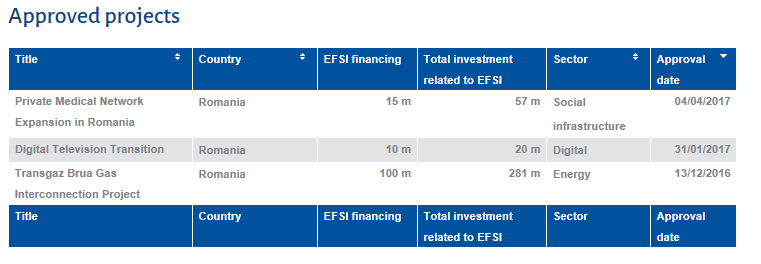 Approved projects
Title Country EFSI financing Total investment related to EFSI Sector Approval date
Private Medical Network Expansion in Romania Romania 15 m 57 m Social infrastructure 04/04/2017
Digital Television Transition Romania 10 m 20 m Digital 31/01/2017
Transgaz Brua Gas Interconnection Project Romania 100 m 281 m Energy 13/12/2016
Title Country EFSI financing Total investment related to EFSI Sector Approval date